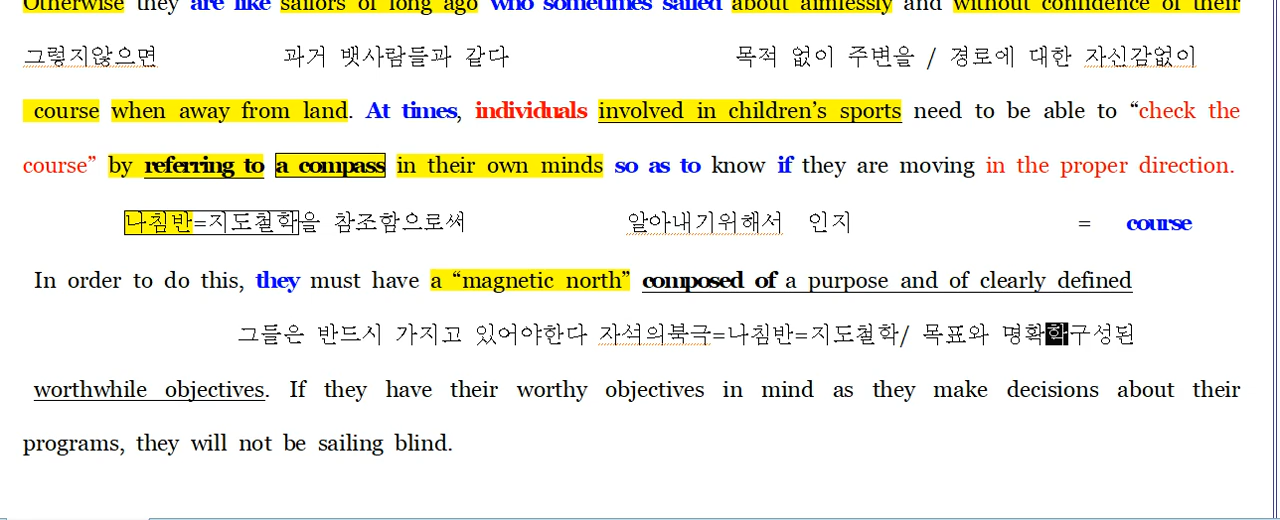 Otherwise they are like sailors of long ago who sometimes sailed about aimlessly and without confidence of their
그렇지않으면 과거 뱃사람들과 같다 목적 없이 주변을 / 경로에 대한 자신감없이
course when away from land. At times, individuals involved in children's sports need to be able to “check the
course” by referring to a compass in their own minds so as to know if they are moving in the proper direction.
나침반=지도철학을 참조함으로써 알아내기위해서 인지 = course
In order to do this, they must have a “magnetic north” composed of a purpose and of clearly defined
그들은 반드시 가지고 있어야한다 자석의북극=나침반=지도철학/ 목표와 명확학구성된
worthwhile objectives. If they have their worthy objectives in mind as they make decisions about their
programs, they will not be sailing blind.